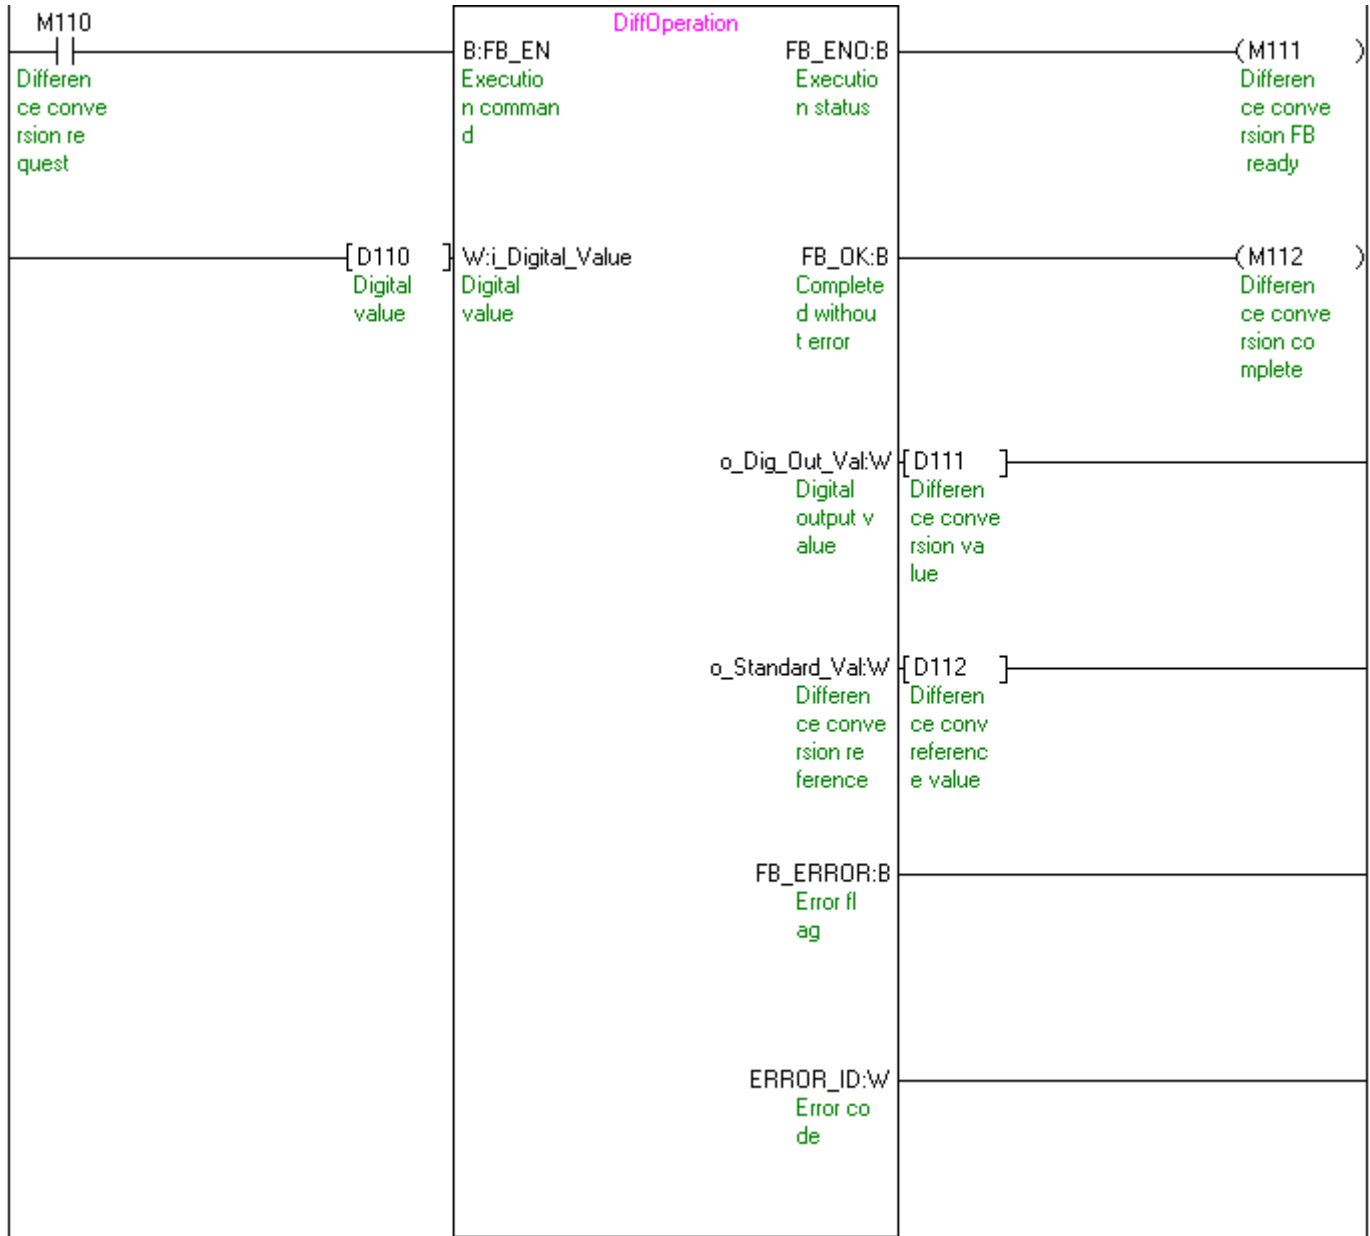 M110
DiffOperation
B:FB_EN
FB_ENO:B
(M111 )
Differen
ce conve
rsion re
quest
Executio
n comman
d
Executio
n status
Differen
ce conve
rsion FB
ready
[D110 ]
W:i_Digital_Value
FB_OK:B
(M112 )
Digital
value
Digital
value
Complete
d withou
t error
Differen
ce conve
rsion co
mplete
o_Dig_Out_Val:W
[D111 ]
Digital
output v
alue
Differen
ce conve
rsion va
lue
o_Standard_Val:W
[D112 ]
Differen
ce conve
rsion re
ference
Differen
ce conv
referenc
e value
FB_ERROR:B
Error fl
ag
ERROR_ID:W
Error co
de